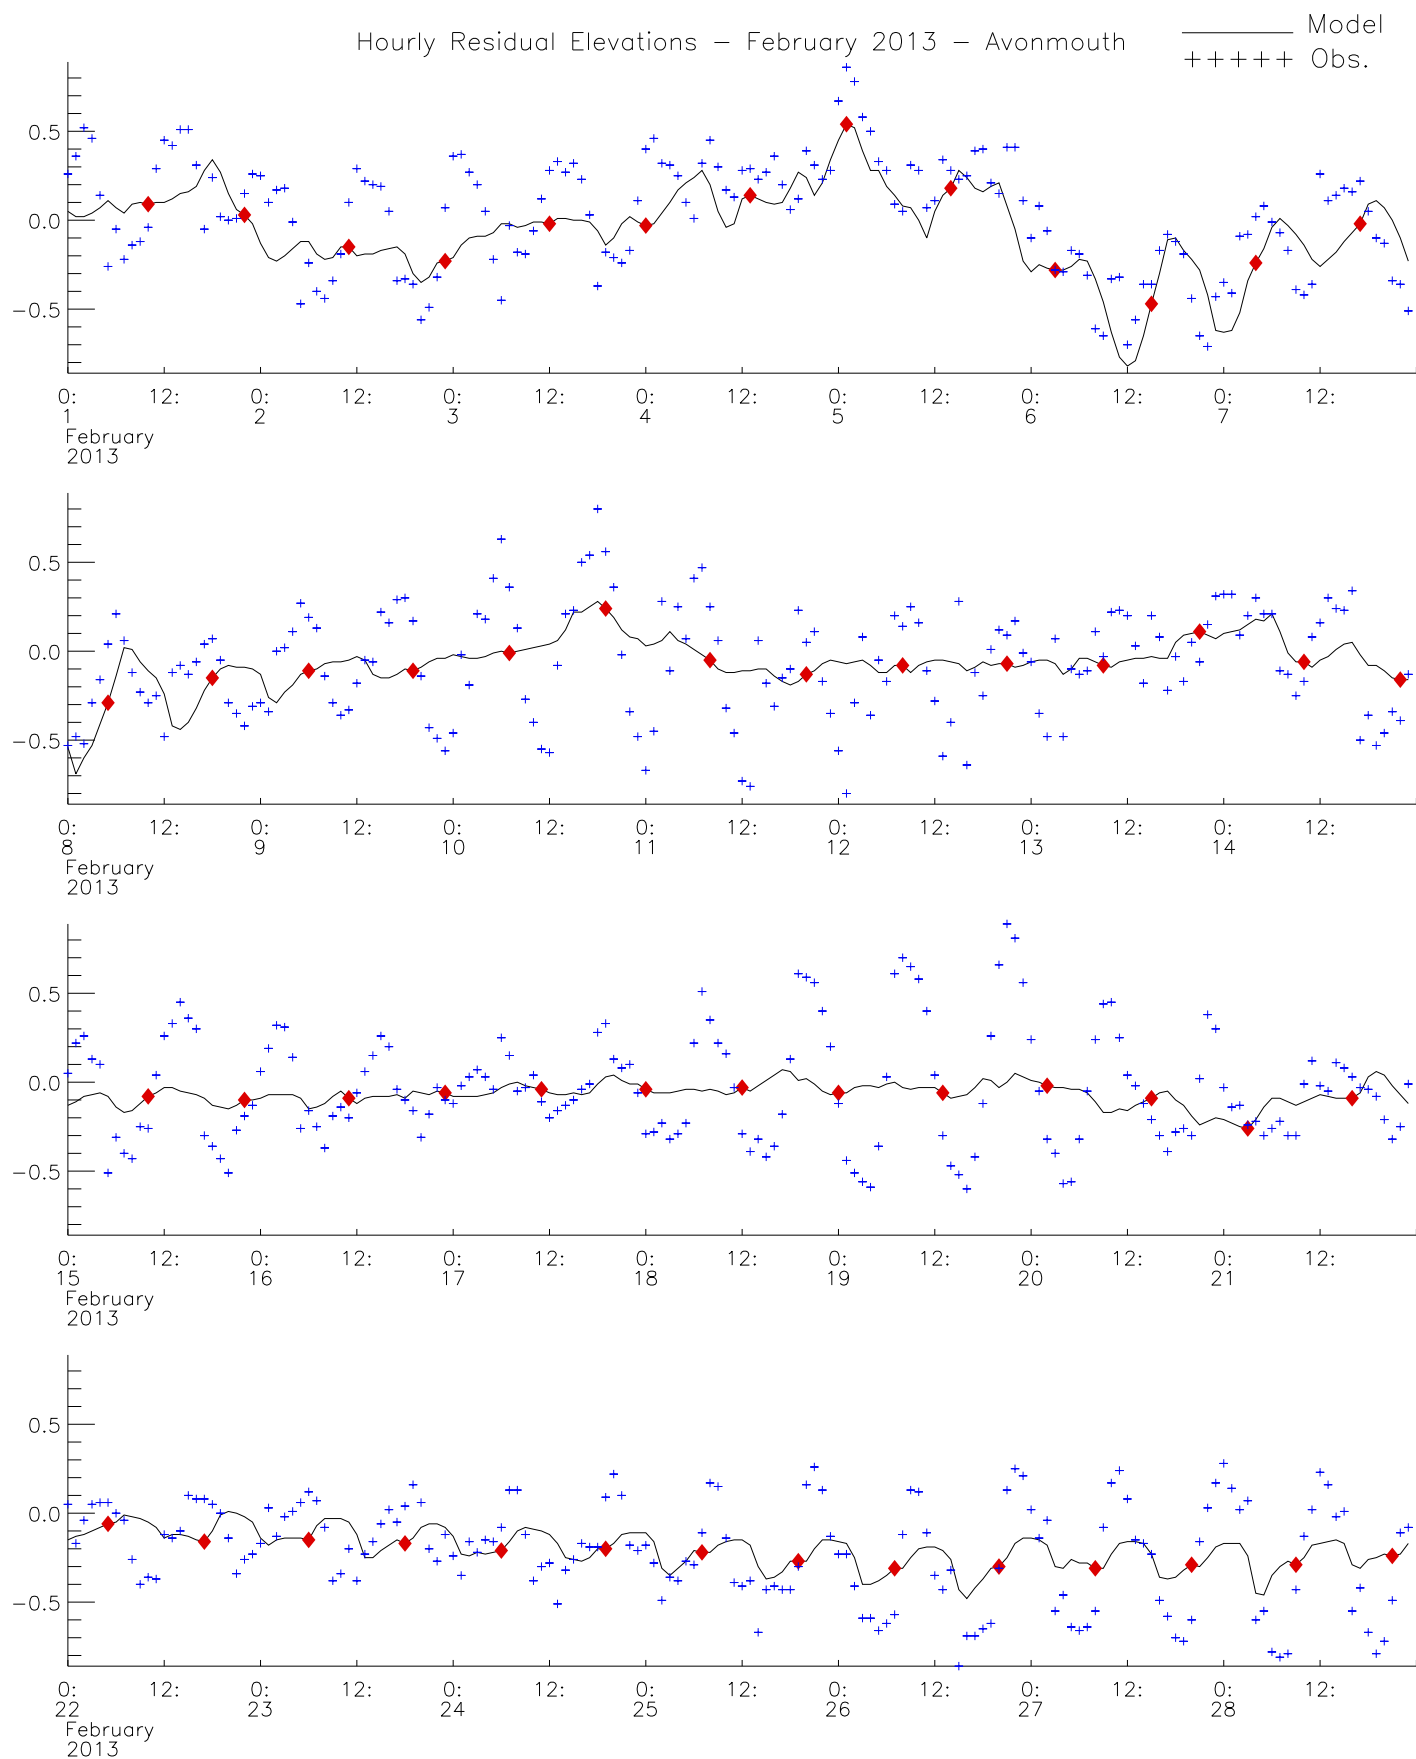 Hourly Residual Elevations – February 2013 – Avonmouth
Model
+++++ Obs.
0.5
0.0
−0.5
0: 12: 0: 12: 0: 12: 0: 12: 0: 12: 0: 12: 0: 12:
1 2 3 4 5 6 7
February
2013
0.5
0.0
−0.5
0: 12: 0: 12: 0: 12: 0: 12: 0: 12: 0: 12: 0: 12:
8 9 10 11 12 13 14
February
2013
0.5
0.0
−0.5
0: 12: 0: 12: 0: 12: 0: 12: 0: 12: 0: 12: 0: 12:
15 16 17 18 19 20 21
February
2013
0.5
0.0
−0.5
0: 12: 0: 12: 0: 12: 0: 12: 0: 12: 0: 12: 0: 12:
22 23 24 25 26 27 28
February
2013